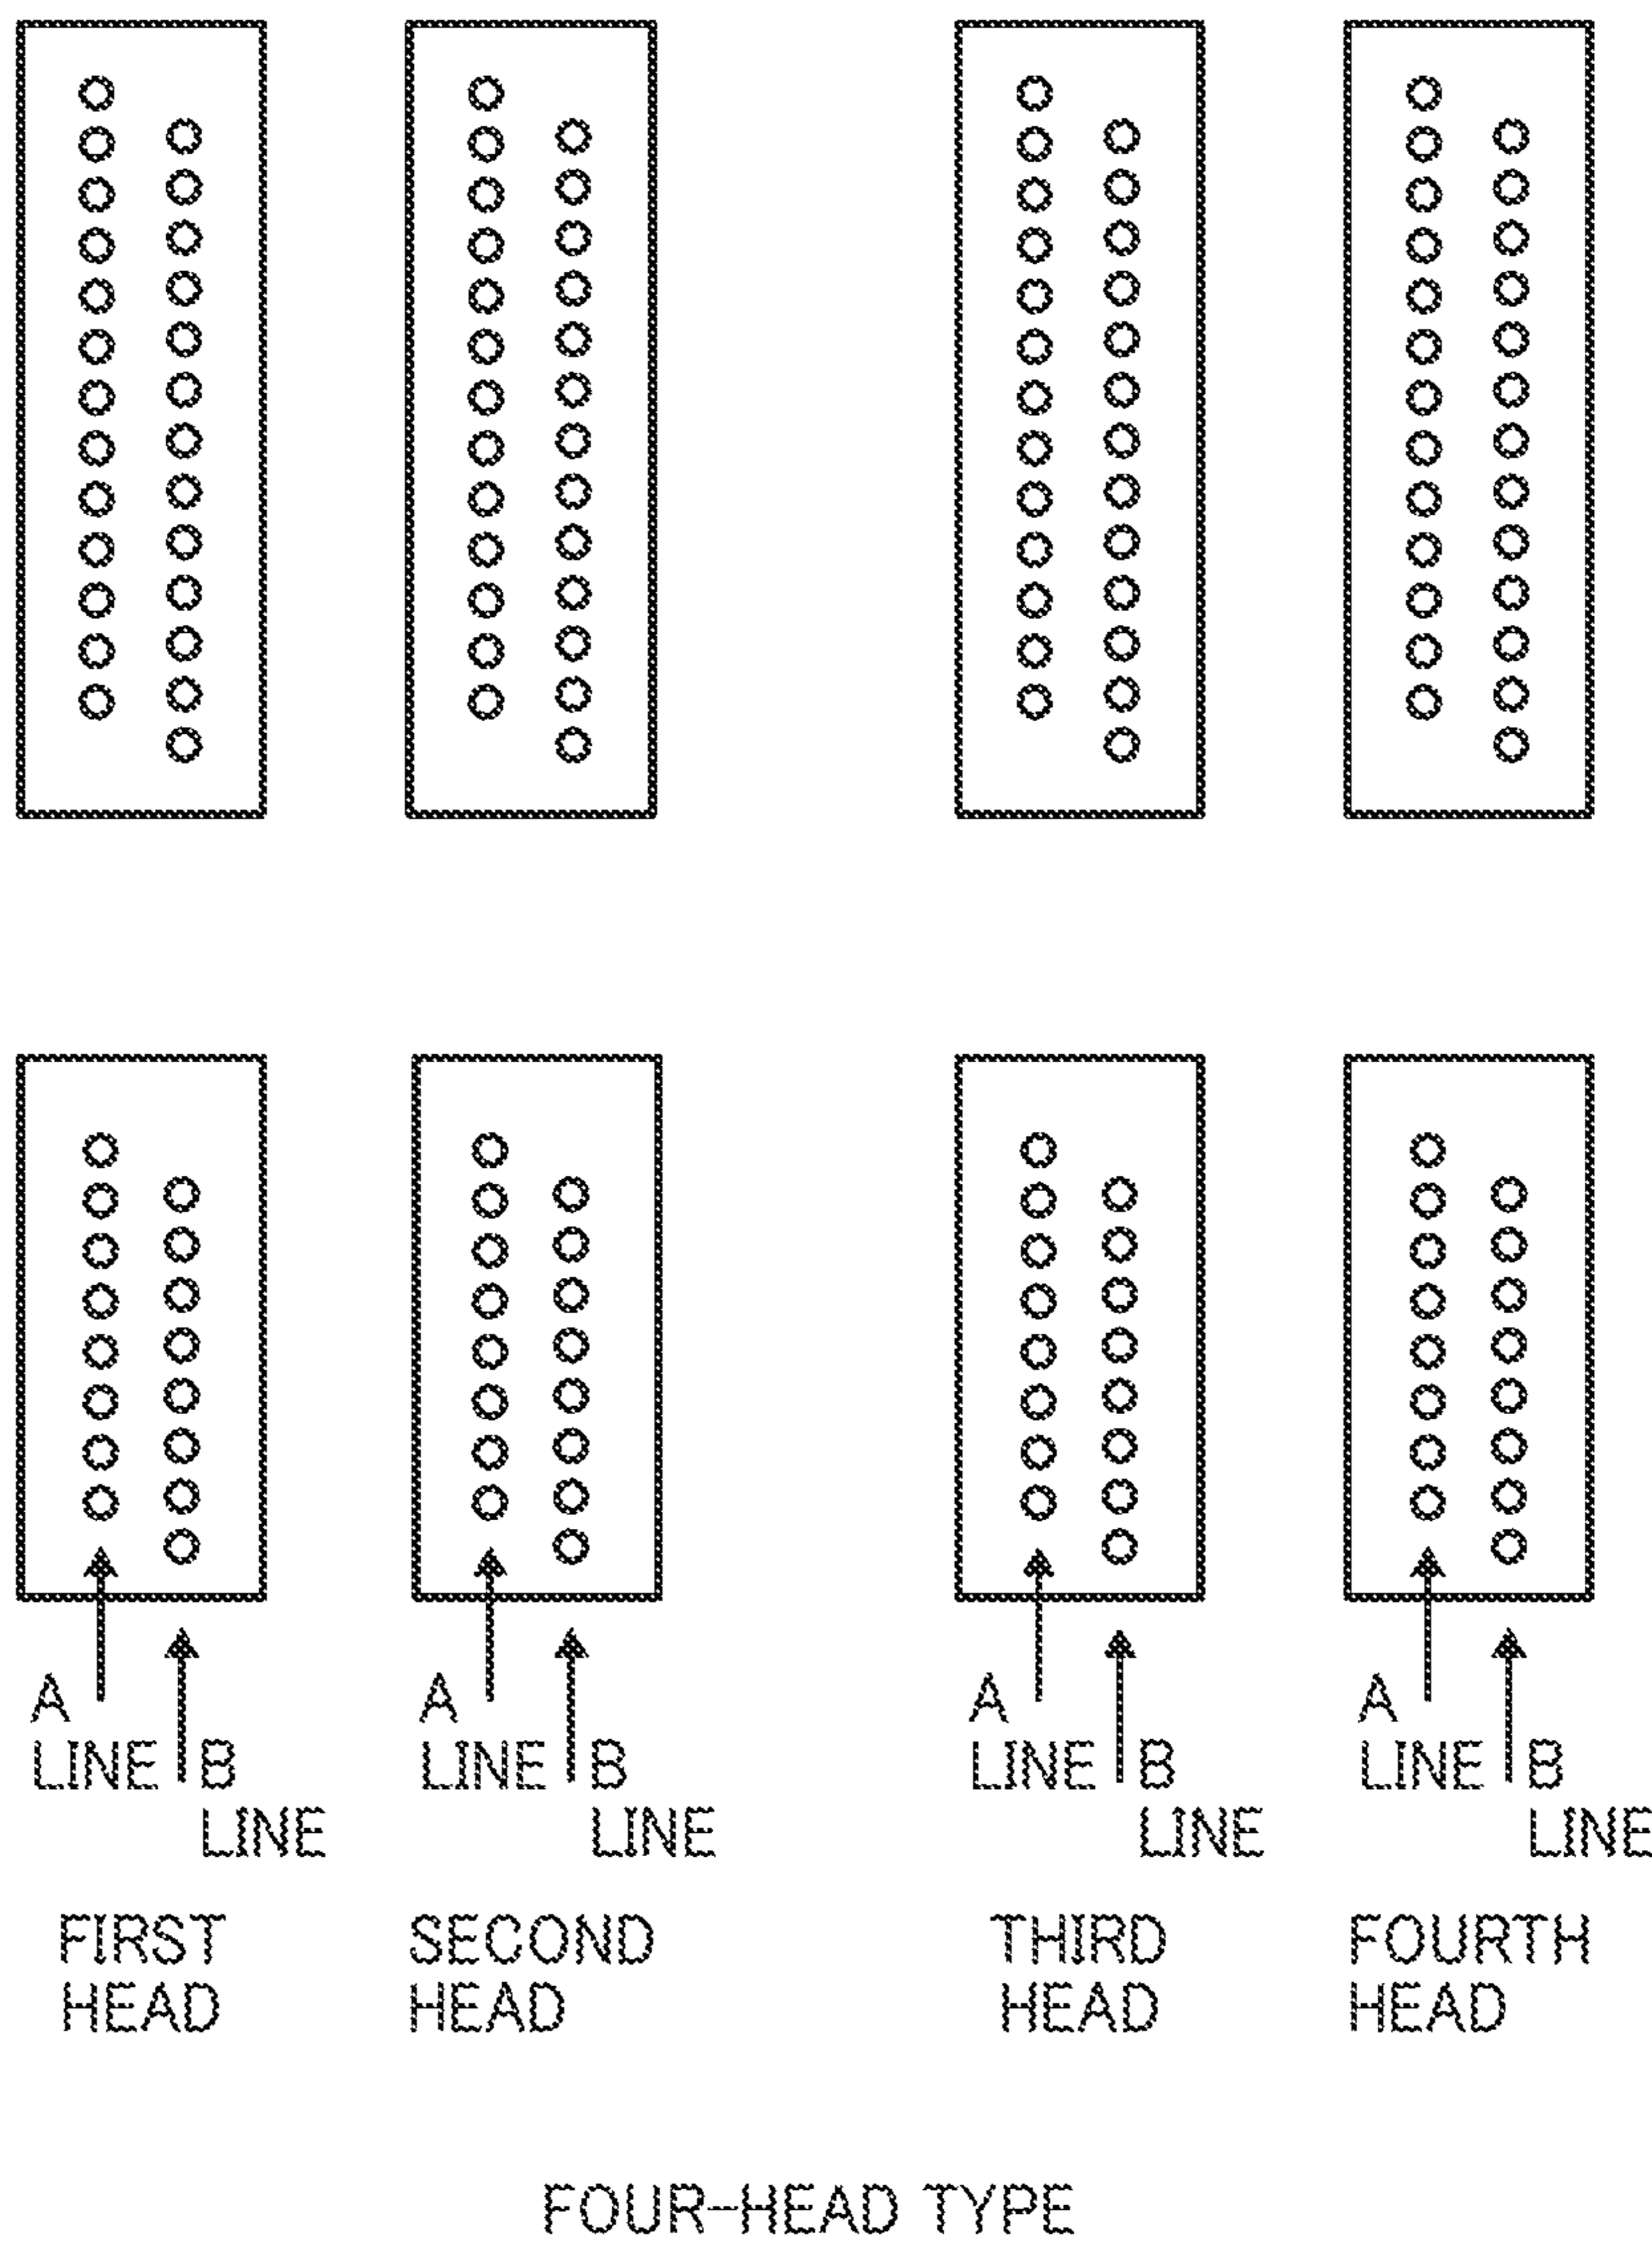 A
LINE
B
LINE
A
LINE
B
LINE
A
LINE
B
LINE
A
LINE
B
LINE
FIRST
HEAD
SECOND
HEAD
THIRD
HEAD
FOURTH
HEAD
FOUR-HEAD TYPE